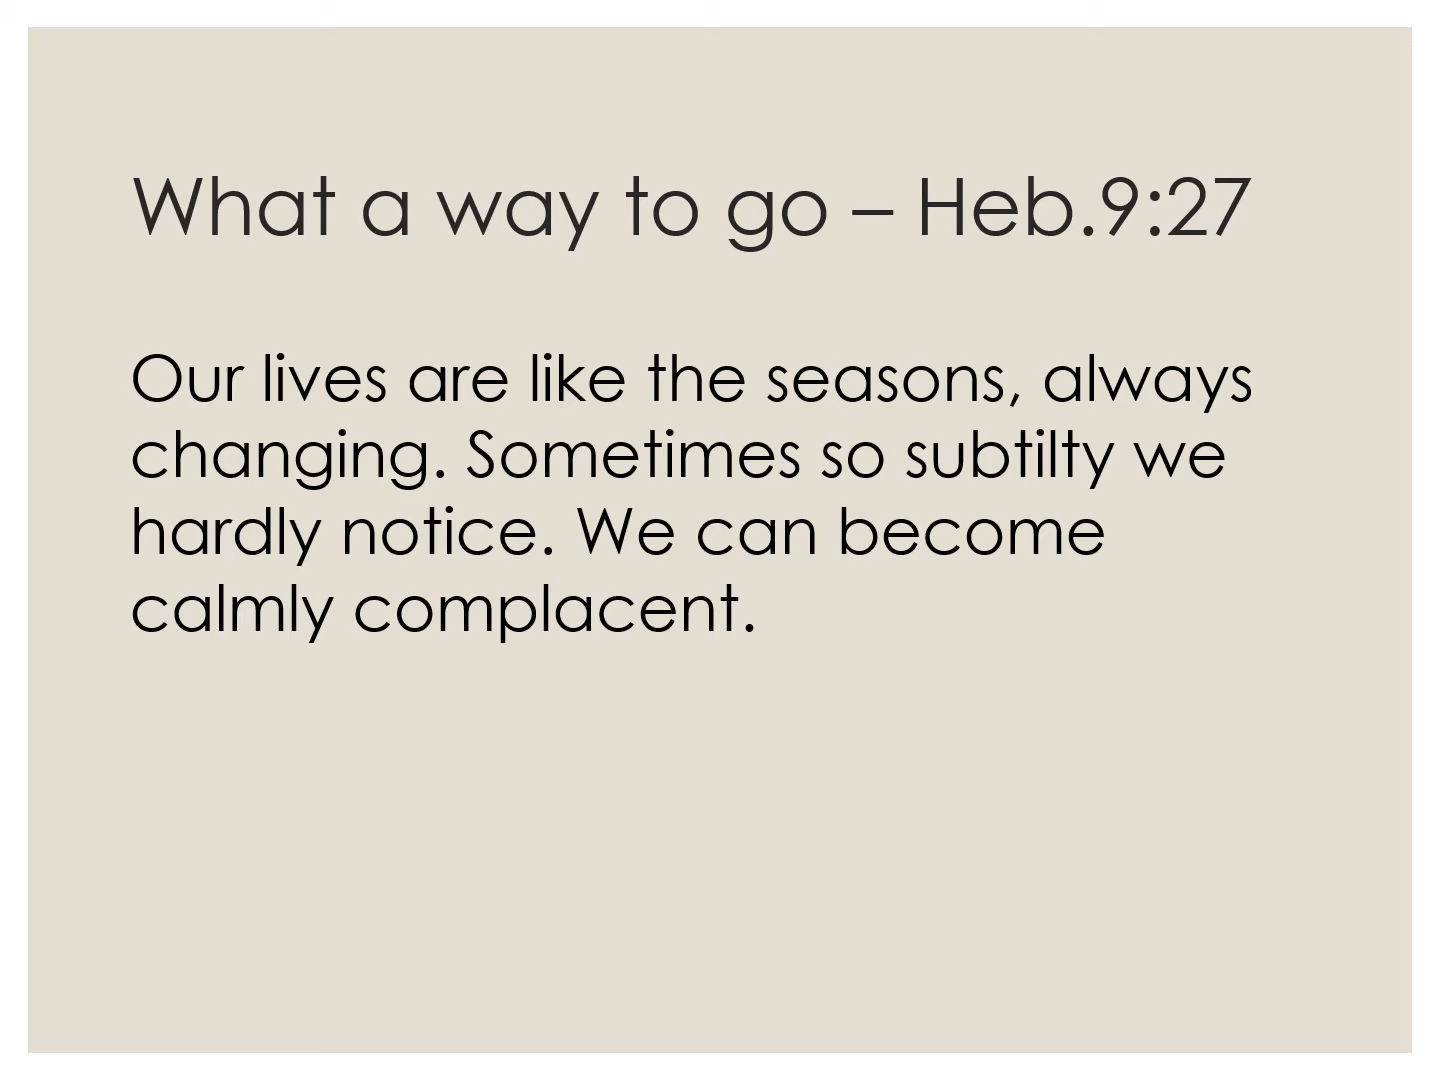 What a way to go – Heb.9:27
Our lives are like the seasons, always
changing. Sometimes so subtilty we
hardly notice. We can become
calmly complacent.